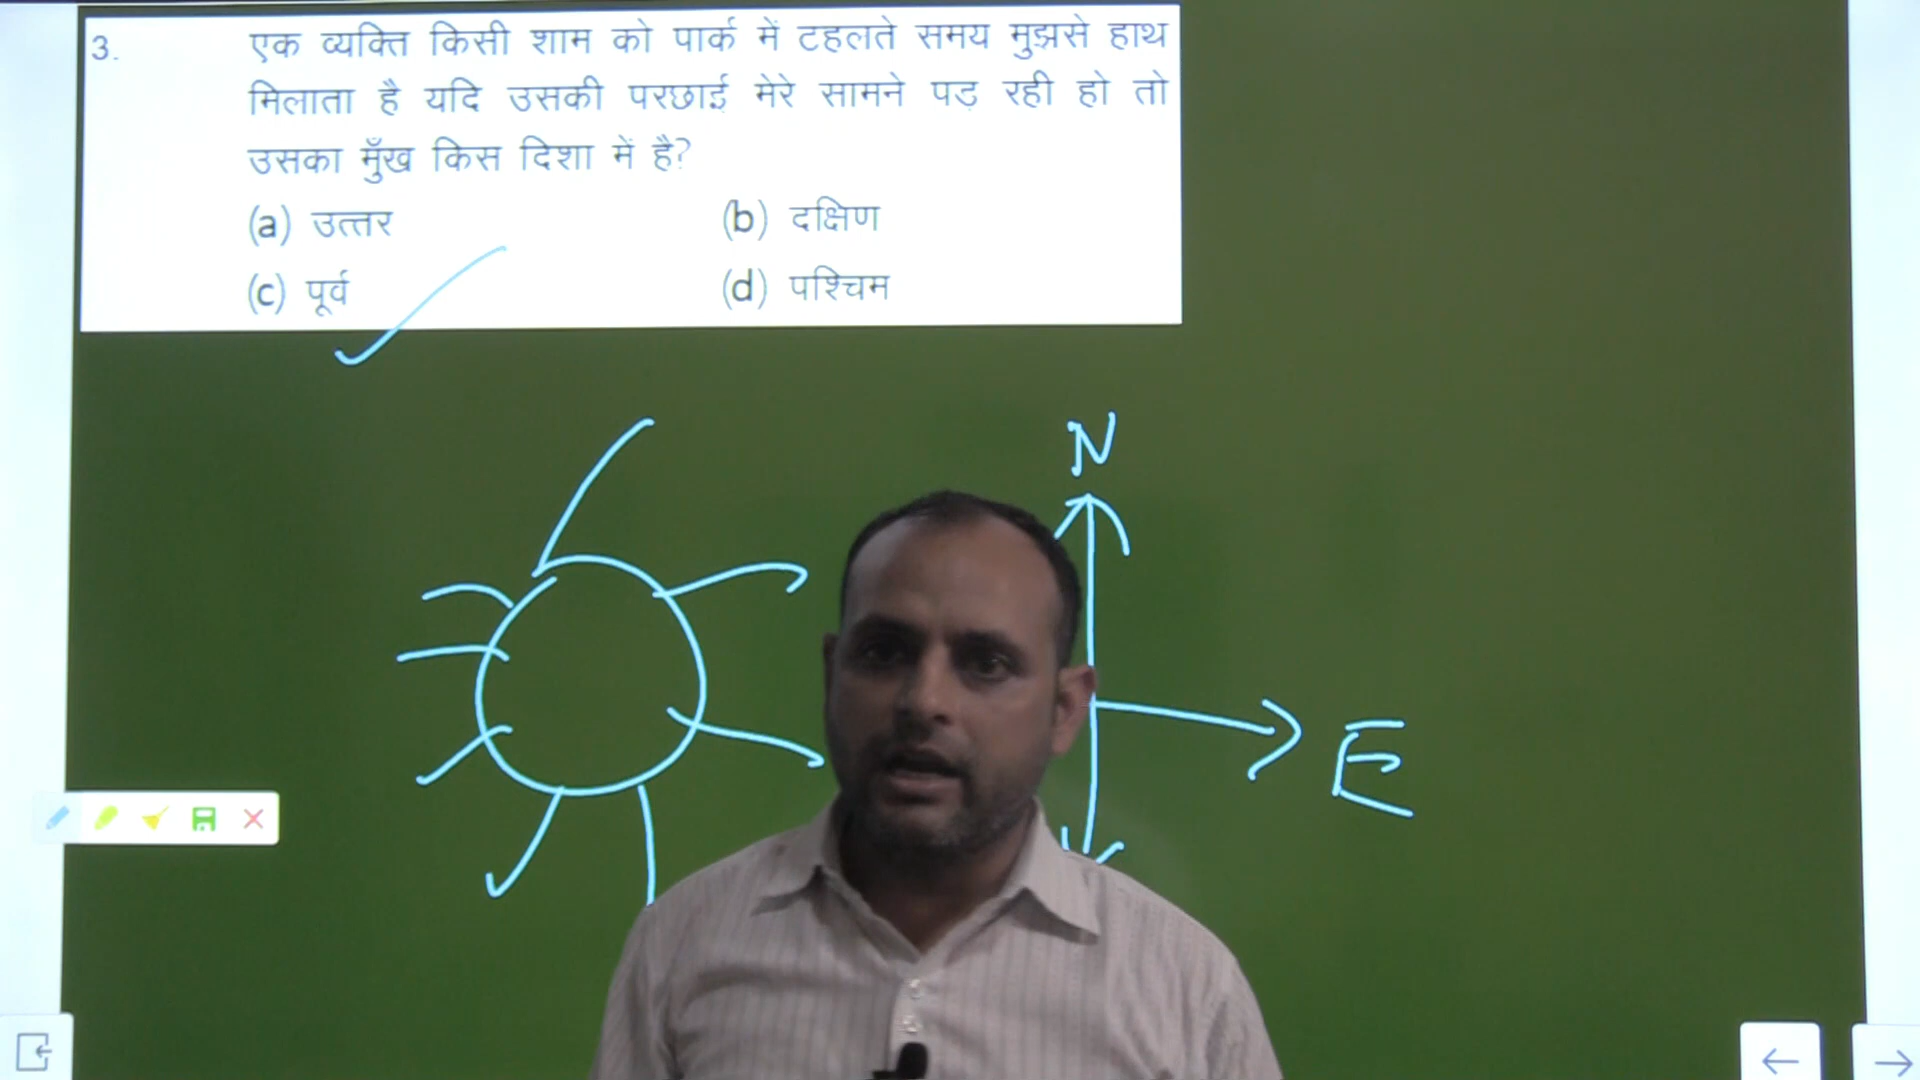 3. एक व्यक्ति किसी शाम को पार्क में टहलते समय मुझसे हाथ
मिलाता है यदि उसकी परछाई मेरे सामने पड़ रही हो तो
उसका मुँख किस दिशा में है?
(a) उत्तर (b) दक्षिण
(c) पूर्व (d) पश्चिम
N
E